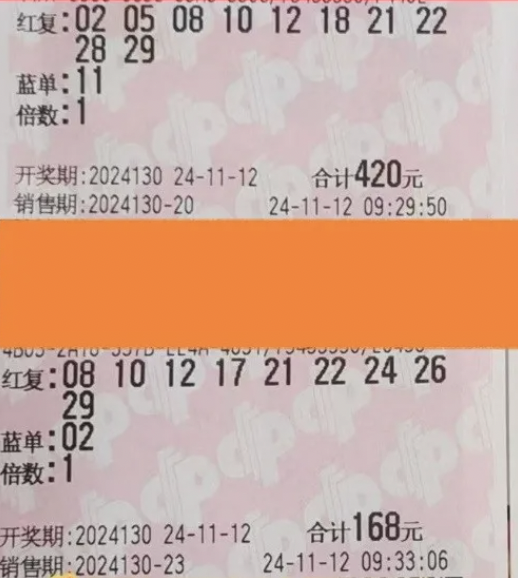 红复:02 05 08 10 12 18 21 22
28 29
蓝单:11
倍数:1
开奖期:2024130 24-11-12 合计420元
销售期:2024130-20 24-11-12 09:29:50
红复:08 10 12 17 21 22 24 26
29
蓝单:02
倍数:1
开奖期:2024130 24-11-12 合计168元
销售期:2024130-23 24-11-12 09:33:06